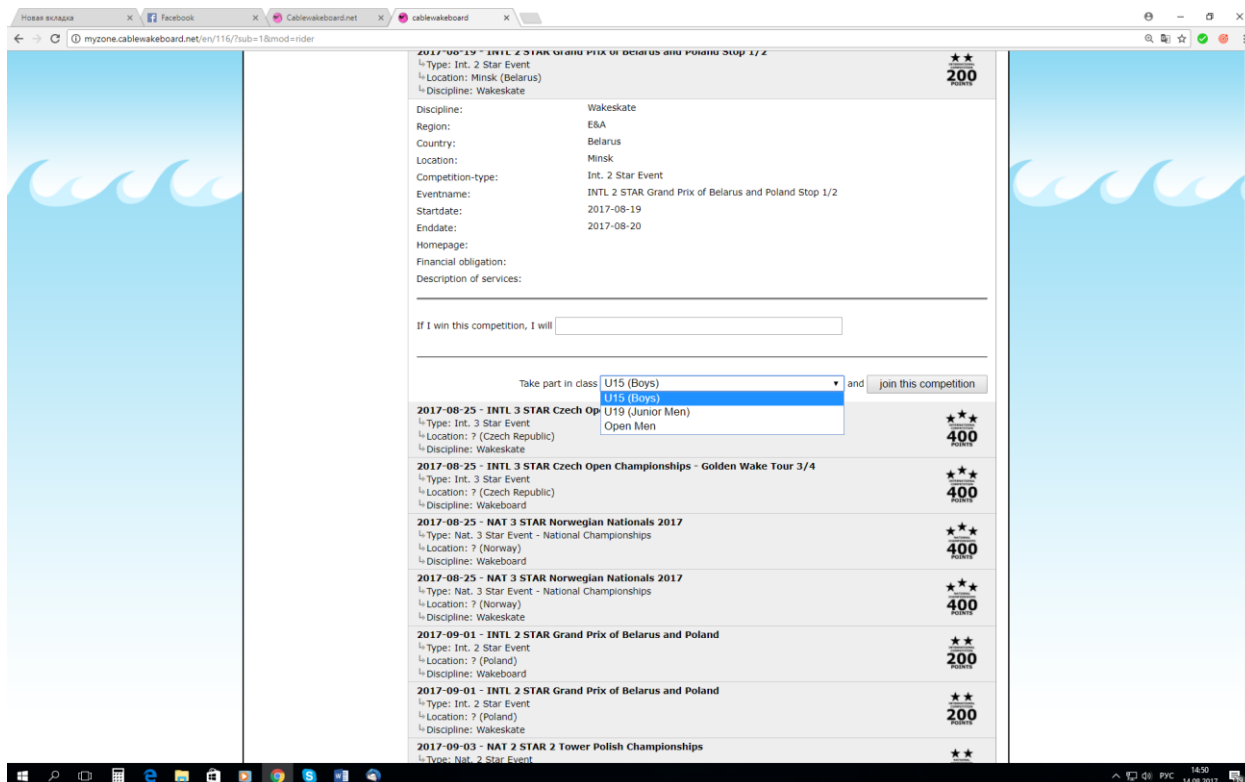 Новая вкладка
Facebook
Cablewakeboard.net
cablewakeboard
myzone.cablewakeboard.net/en/116/?sub=1&mod=rider
2017-08-19 - INTL 2 STAR Grand Prix of Belarus and Poland Stop 1/2
Type: Int. 2 Star Event
Location: Minsk (Belarus)
Discipline: Wakeskate
200
POINTS
Discipline: Wakeskate
Region: E&A
Country: Belarus
Location: Minsk
Competition-type: Int. 2 Star Event
Eventname: INTL 2 STAR Grand Prix of Belarus and Poland Stop 1/2
Startdate: 2017-08-19
Enddate: 2017-08-20
Homepage:
Financial obligation:
Description of services:
If I win this competition, I will
Take part in class U15 (Boys) and join this competition
U15 (Boys)
U19 (Junior Men)
Open Men
2017-08-25 - INTL 3 STAR Czech Op
Type: Int. 3 Star Event
Location: ? (Czech Republic)
Discipline: Wakeskate
400
POINTS
2017-08-25 - INTL 3 STAR Czech Open Championships - Golden Wake Tour 3/4
Type: Int. 3 Star Event
Location: ? (Czech Republic)
Discipline: Wakeboard
400
POINTS
2017-08-25 - NAT 3 STAR Norwegian Nationals 2017
Type: Nat. 3 Star Event - National Championships
Location: ? (Norway)
Discipline: Wakeboard
400
POINTS
2017-08-25 - NAT 3 STAR Norwegian Nationals 2017
Type: Nat. 3 Star Event - National Championships
Location: ? (Norway)
Discipline: Wakeskate
400
POINTS
2017-09-01 - INTL 2 STAR Grand Prix of Belarus and Poland
Type: Int. 2 Star Event
Location: ? (Poland)
Discipline: Wakeboard
200
POINTS
2017-09-01 - INTL 2 STAR Grand Prix of Belarus and Poland
Type: Int. 2 Star Event
Location: ? (Poland)
Discipline: Wakeskate
200
POINTS
2017-09-03 - NAT 2 STAR 2 Tower Polish Championships
Type: Nat. 2 Star Event
РУС
14:50
14.08.2017